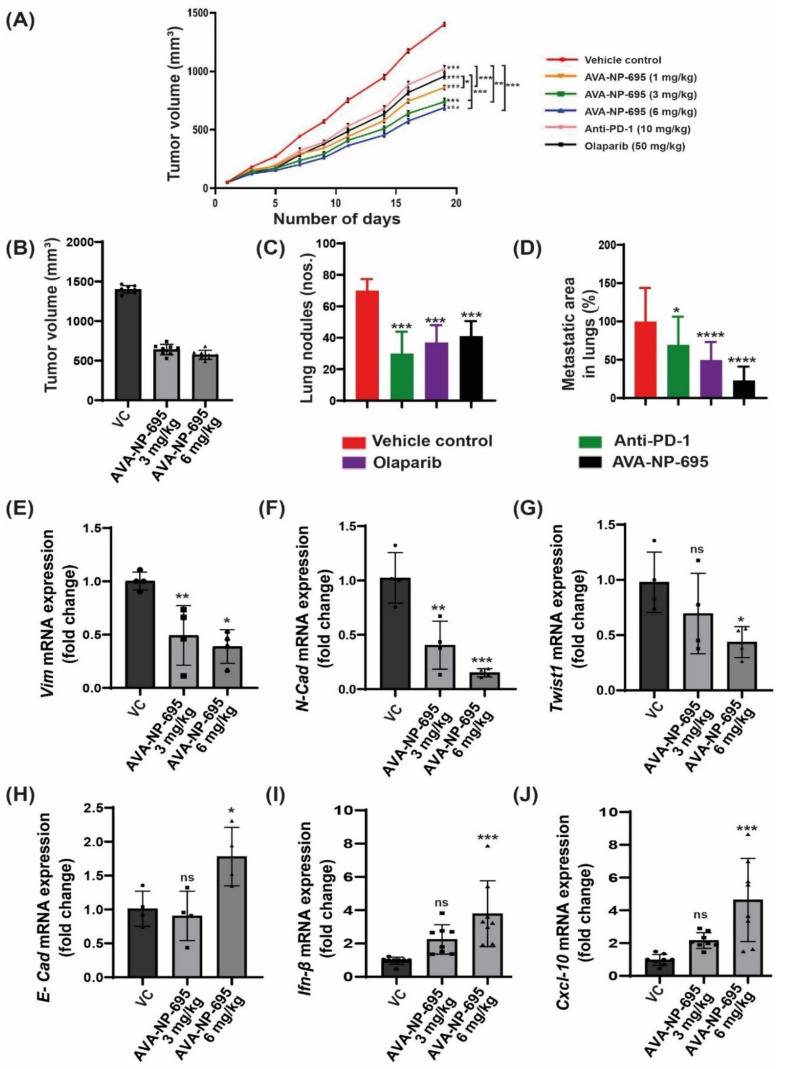 (A)
Tumor volume (mm³)
1500
1000
500
0
0
5
10
15
20
Number of days
***
***
***
***
***
*
***
***
**
***
Vehicle control
AVA-NP-695 (1 mg/kg)
AVA-NP-695 (3 mg/kg)
AVA-NP-695 (6 mg/kg)
Anti-PD-1 (10 mg/kg)
Olaparib (50 mg/kg)
(B)
Tumor volume (mm³)
2000
1500
1000
500
0
VC
AVA-NP-695
3 mg/kg
AVA-NP-695
6 mg/kg
(C)
Lung nodules (nos.)
100
80
60
40
20
0
***
***
***
(D)
Metastatic area
in lungs (%)
200
150
100
50
0
*
****
****
Vehicle control
Olaparib
Anti-PD-1
AVA-NP-695
(E)
Vim mRNA expression
(fold change)
1.5
1.0
0.5
0.0
**
*
VC
AVA-NP-695
3 mg/kg
AVA-NP-695
6 mg/kg
(F)
N-Cad mRNA expression
(fold change)
1.5
1.0
0.5
0.0
**
***
VC
AVA-NP-695
3 mg/kg
AVA-NP-695
6 mg/kg
(G)
Twist1 mRNA expression
(fold change)
1.5
1.0
0.5
0.0
ns
*
VC
AVA-NP-695
3 mg/kg
AVA-NP-695
6 mg/kg
(H)
E- Cad mRNA expression
(fold change)
2.5
2.0
1.5
1.0
0.5
0.0
ns
*
VC
AVA-NP-695
3 mg/kg
AVA-NP-695
6 mg/kg
(I)
Ifn-β mRNA expression
(fold change)
10
8
6
4
2
0
ns
***
VC
AVA-NP-695
3 mg/kg
AVA-NP-695
6 mg/kg
(J)
Cxcl-10 mRNA expression
(fold change)
10
8
6
4
2
0
ns
***
VC
AVA-NP-695
3 mg/kg
AVA-NP-695
6 mg/kg